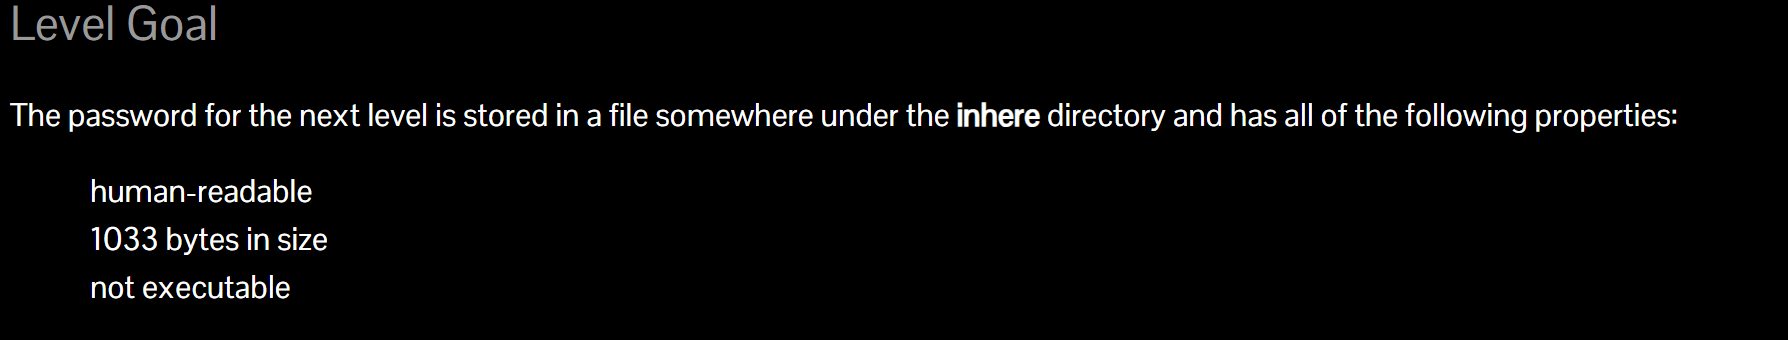 Level Goal
The password for the next level is stored in a file somewhere under the inhere directory and has all of the following properties:
human-readable
1033 bytes in size
not executable